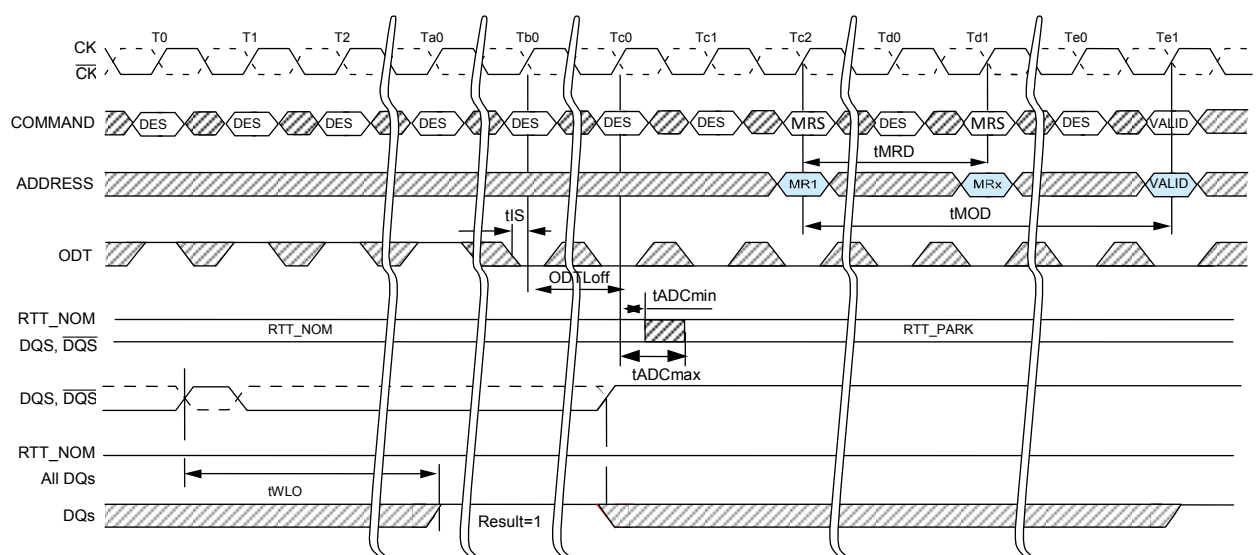 T0 T1 T2 Ta0 Tb0 Tc0 Tc1 Tc2 Td0 Td1 Te0 Te1
CK
CK
COMMAND DES DES DES DES DES DES DES MRS DES MRS DES VALID
tMRD
ADDRESS MR1 MRx VALID
tMOD
tIS
ODT
ODTLoff
tADCmin
RTT_NOM
RTT_NOM RTT_PARK
DQS, DQS
tADCmax
DQS, DQS
RTT_NOM
All DQs
tWLO
DQs Result=1